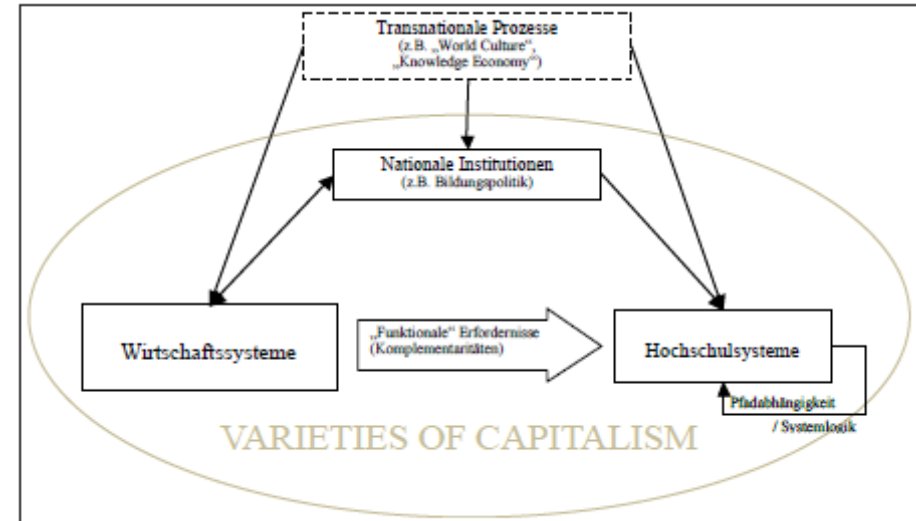 Transnationale Prozesse
(z.B. „World Culture“,
„Knowledge Economy“)
Nationale Institutionen
(z.B. Bildungspolitik)
Wirtschaftssysteme
„Funktionale“ Erfordernisse
(Komplementaritäten)
Hochschulsysteme
Pfadabhängigkeit
/ Systemlogik
VARIETIES OF CAPITALISM